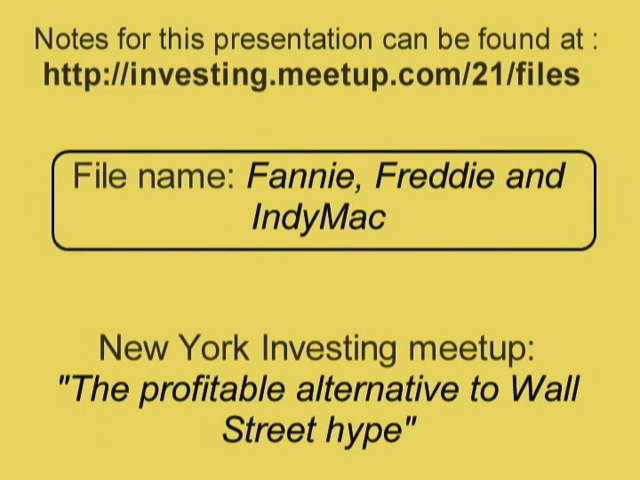 Notes for this presentation can be found at :
http://investing.meetup.com/21/files
File name: Fannie, Freddie and
IndyMac
New York Investing meetup:
"The profitable alternative to Wall
Street hype"